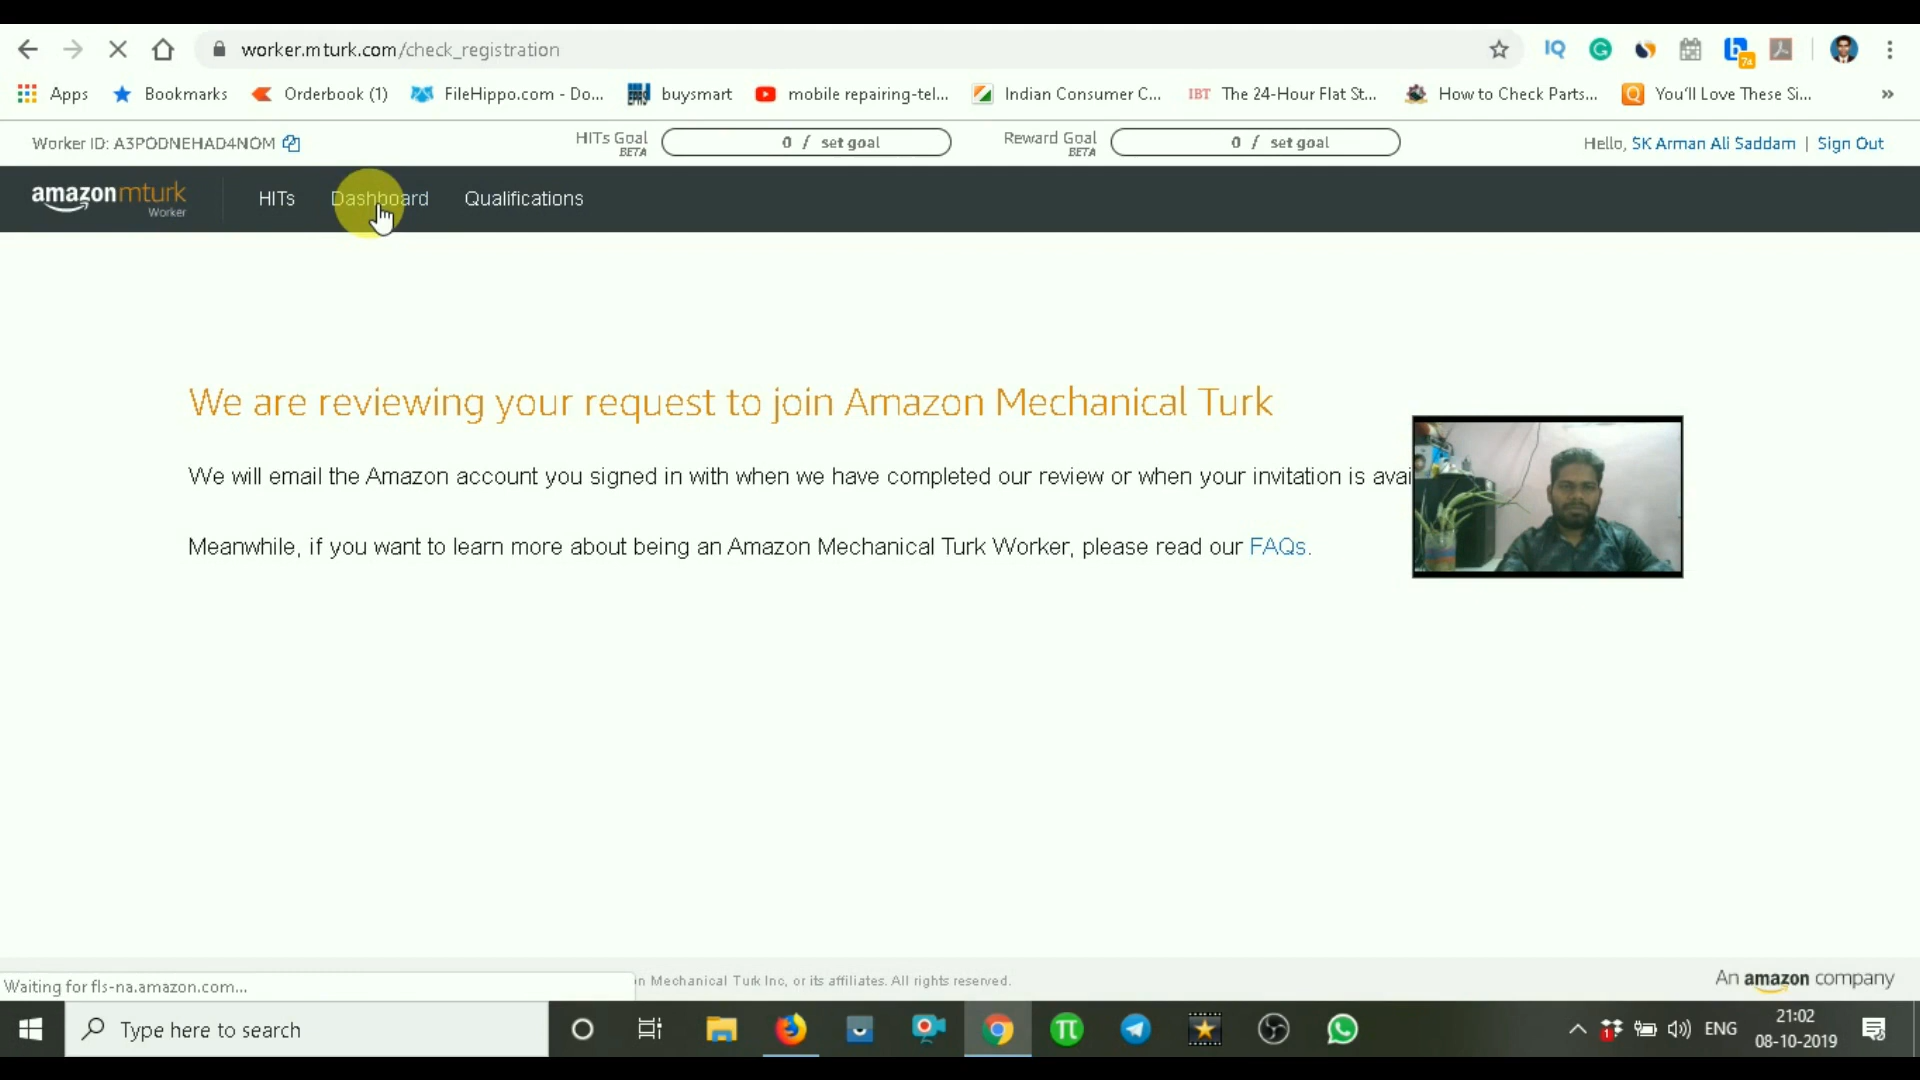 worker.mturk.com/check_registration
Apps Bookmarks Orderbook (1) FileHippo.com - Do... buysmart mobile repairing-tel... Indian Consumer C... IBT The 24-Hour Flat St... How to Check Parts... You'll Love These Si... »
Worker ID: A3PODNEHAD4NOM HITs Goal BETA 0 / set goal Reward Goal BETA 0 / set goal Hello, SK Arman Ali Saddam | Sign Out
amazonmturk Worker HITs Dashboard Qualifications
We are reviewing your request to join Amazon Mechanical Turk
We will email the Amazon account you signed in with when we have completed our review or when your invitation is avai
Meanwhile, if you want to learn more about being an Amazon Mechanical Turk Worker, please read our FAQs.
Waiting for fls-na.amazon.com... n Mechanical Turk Inc, or its affiliates. All rights reserved. An amazon company
Type here to search ENG 21:02
08-10-2019